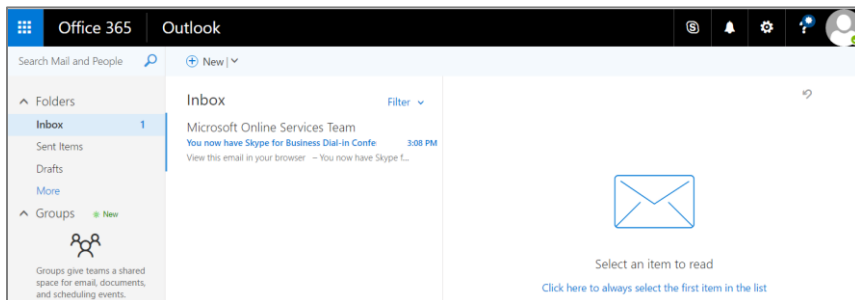 Office 365 Outlook
Search Mail and People
New
Folders
Inbox 1
Sent Items
Drafts
More
Groups New
Groups give teams a shared
space for email, documents,
and scheduling events.
Inbox Filter
Microsoft Online Services Team
You now have Skype for Business Dial-in Confe 3:08 PM
View this email in your browser – You now have Skype f...
Select an item to read
Click here to always select the first item in the list